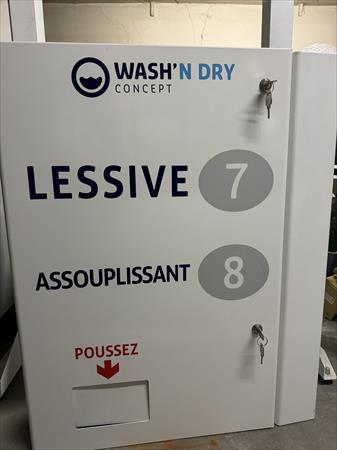 WASH'N DRY
CONCEPT
LESSIVE 7
ASSOUPLISSANT 8
POUSSEZ